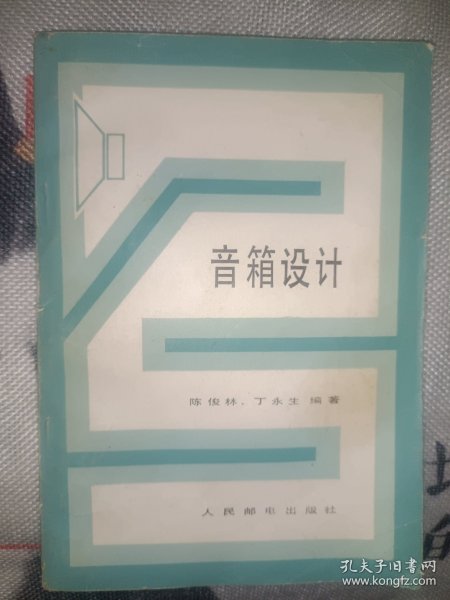 音箱设计
陈俊林、丁永生 编著
人民邮电出版社
孔夫子旧书网
www.kongfz.com